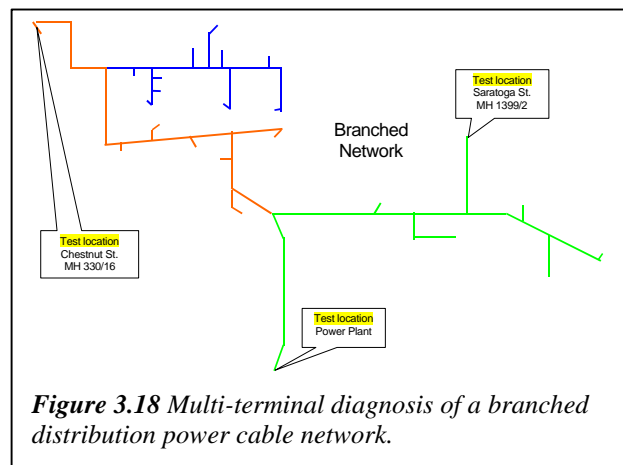 Test location
Saratoga St.
MH 1399/2
Branched
Network
Test location
Chestnut St.
MH 330/16
Test location
Power Plant
Figure 3.18 Multi-terminal diagnosis of a branched
distribution power cable network.